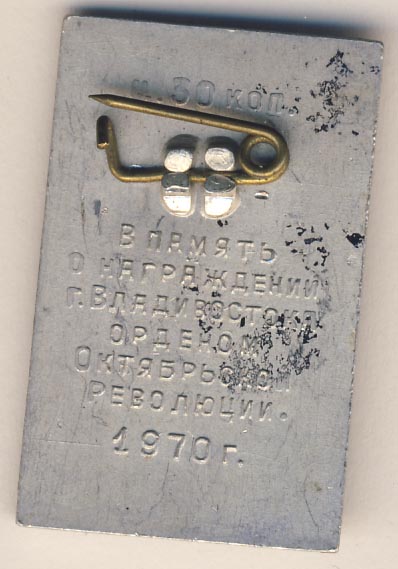 ц. 30 коп.
В ПАМЯТЬ
О НАГРАЖДЕНИИ
г. ВЛАДИВОСТОКА
ОРДЕНОМ
ОКТЯБРЬСКОЙ
РЕВОЛЮЦИИ.
1970 г.